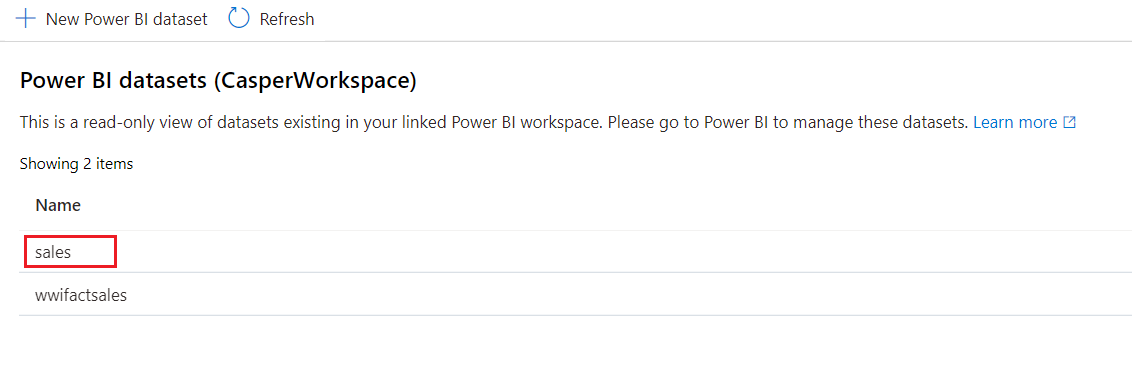 New Power BI dataset Refresh
Power BI datasets (CasperWorkspace)
This is a read-only view of datasets existing in your linked Power BI workspace. Please go to Power BI to manage these datasets. Learn more
Showing 2 items
Name
sales
wwifactsales